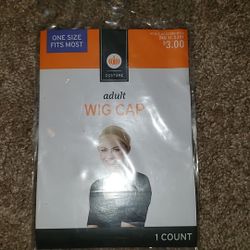 ONE SIZE
FITS MOST
$3.00
COSTUME
adult
WIG CAP
1 COUNT